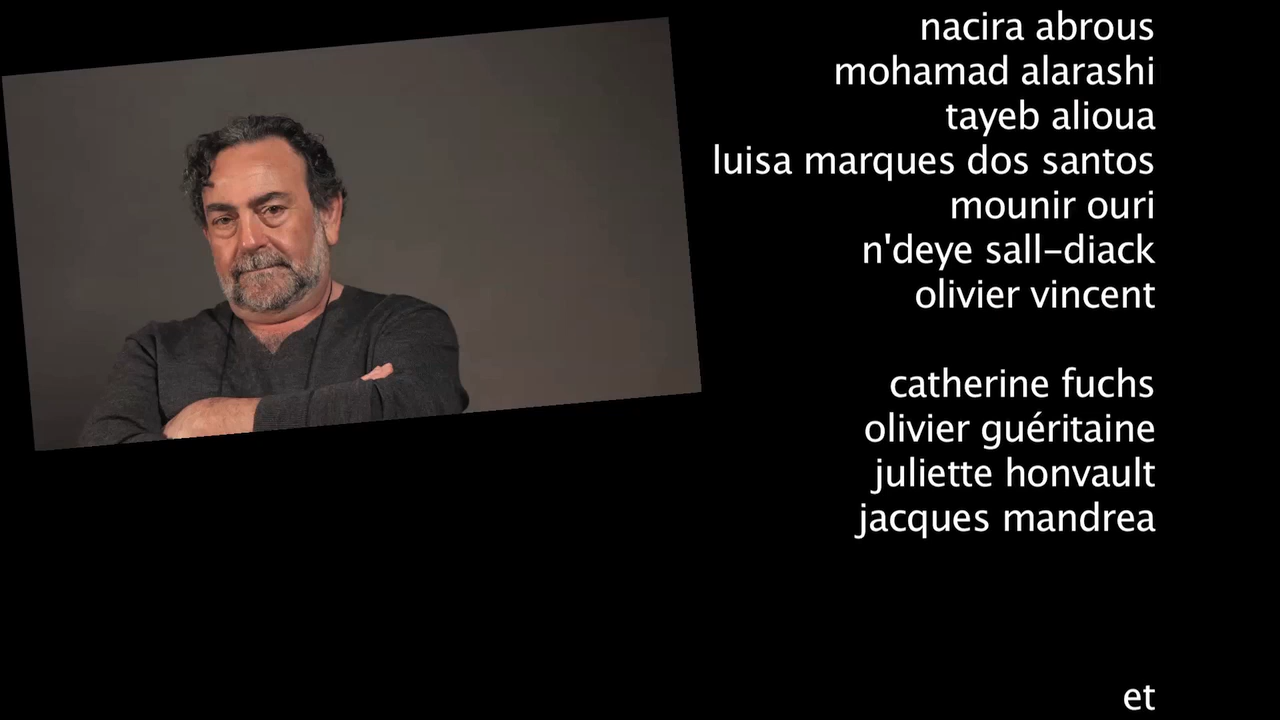 nacira abrous
mohamad alarashi
tayeb alioua
luisa marques dos santos
mounir ouri
n'deye sall-diack
olivier vincent
catherine fuchs
olivier guéritaine
juliette honvault
jacques mandrea
et